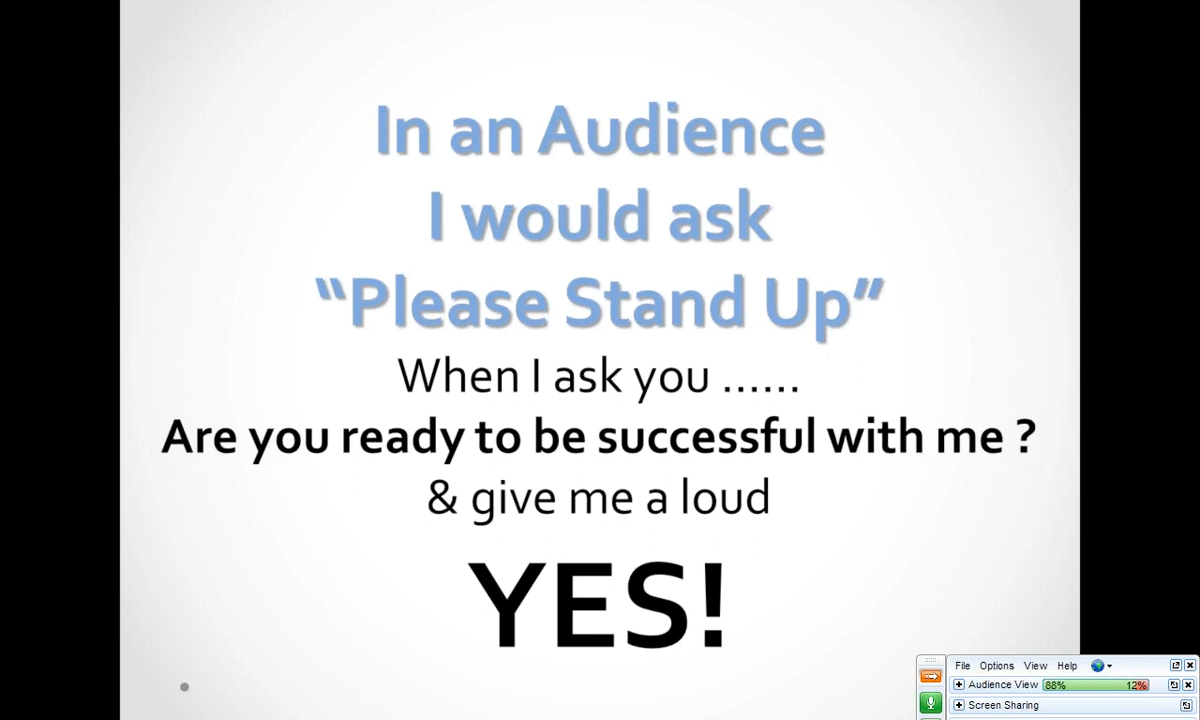 In an Audience
I would ask
“Please Stand Up”
When I ask you ......
Are you ready to be successful with me ?
& give me a loud
YES!
File Options View Help
Audience View 88% 12%
Screen Sharing